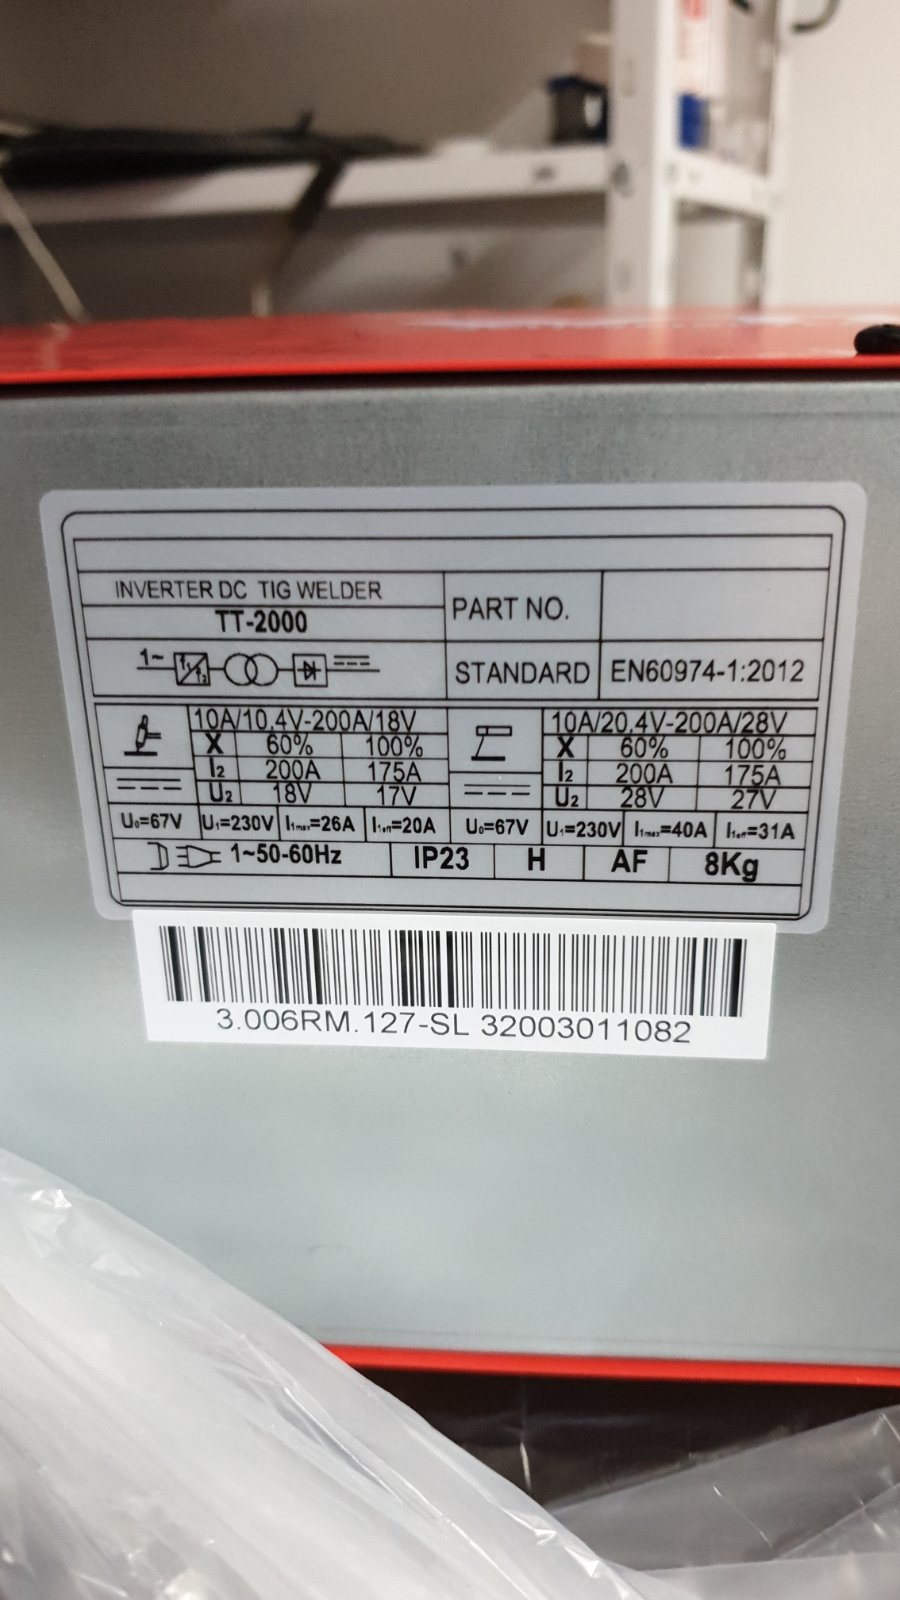 INVERTER DC TIG WELDER
TT-2000
PART NO.
1~
f₁
f₂
STANDARD
EN60974-1:2012
10A/10.4V-200A/18V
X 60% 100%
I₂ 200A 175A
U₂ 18V 17V
10A/20.4V-200A/28V
X 60% 100%
I₂ 200A 175A
U₂ 28V 27V
U₀=67V U₁=230V I₁ₘₐₓ=26A I₁ₑff=20A U₀=67V U₁=230V I₁ₘₐₓ=40A I₁ₑff=31A
1~50-60Hz IP23 H AF 8Kg
3.006RM.127-SL 32003011082